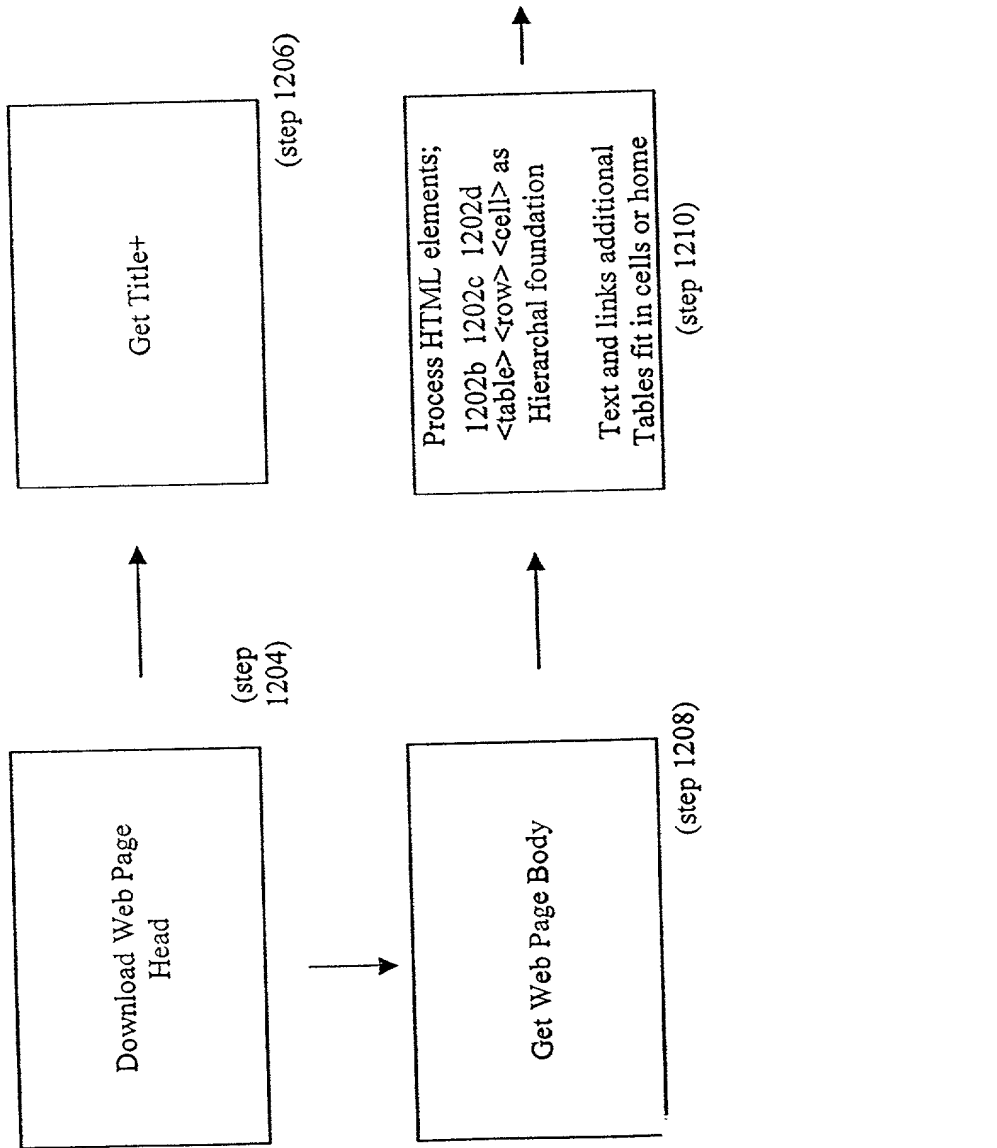 Download Web Page
Head
(step
1204)
Get Title+
(step 1206)
Get Web Page Body
(step 1208)
Process HTML elements;
1202b 1202c 1202d
<table> <row> <cell> as
Hierarchal foundation
Text and links additional
Tables fit in cells or home
(step 1210)